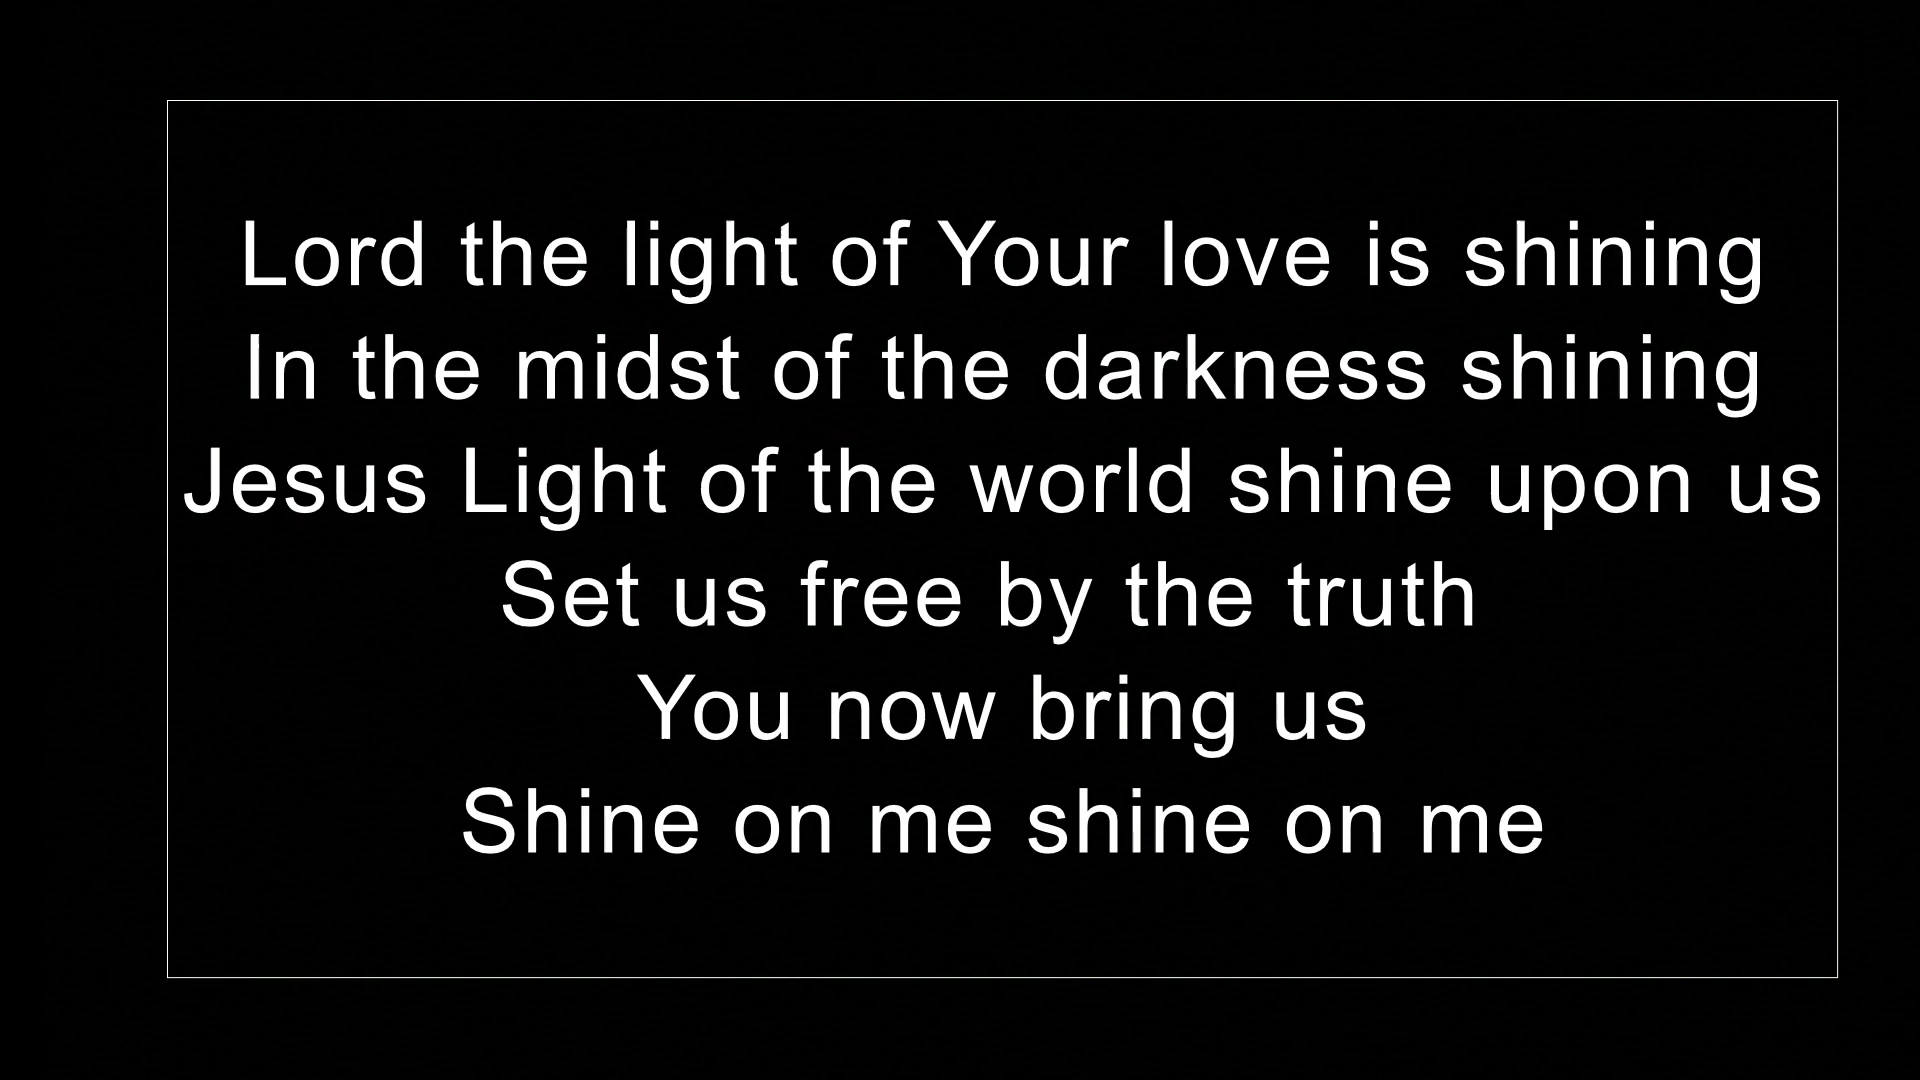 Lord the light of Your love is shining
In the midst of the darkness shining
Jesus Light of the world shine upon us
Set us free by the truth
You now bring us
Shine on me shine on me